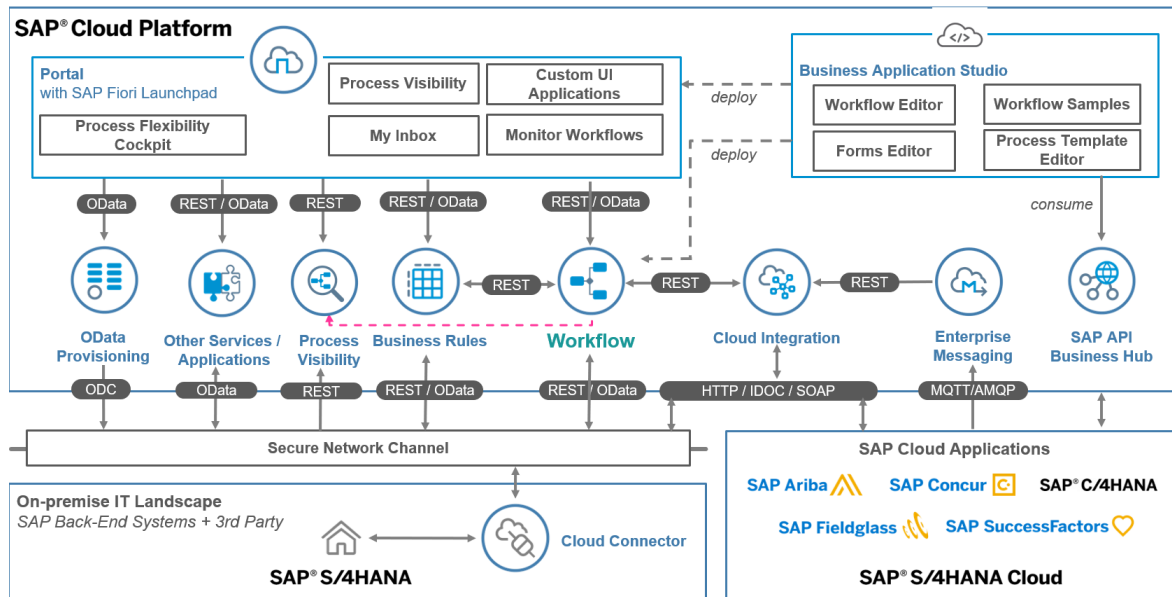 SAP® Cloud Platform
Portal
with SAP Fiori Launchpad
Process Flexibility
Cockpit
Process Visibility
Custom UI
Applications
My Inbox
Monitor Workflows
deploy
deploy
Business Application Studio
Workflow Editor
Workflow Samples
Forms Editor
Process Template
Editor
consume
OData
REST / OData
REST
REST / OData
REST / OData
REST
REST
REST
OData
Provisioning
Other Services /
Applications
Process
Visibility
Business Rules
Workflow
Cloud Integration
Enterprise
Messaging
SAP API
Business Hub
ODC
OData
REST
REST / OData
REST / OData
HTTP / IDOC / SOAP
MQTT/AMQP
Secure Network Channel
On-premise IT Landscape
SAP Back-End Systems + 3rd Party
SAP® S/4HANA
Cloud Connector
SAP Cloud Applications
SAP Ariba
SAP Concur
SAP® C/4HANA
SAP Fieldglass
SAP SuccessFactors
SAP® S/4HANA Cloud